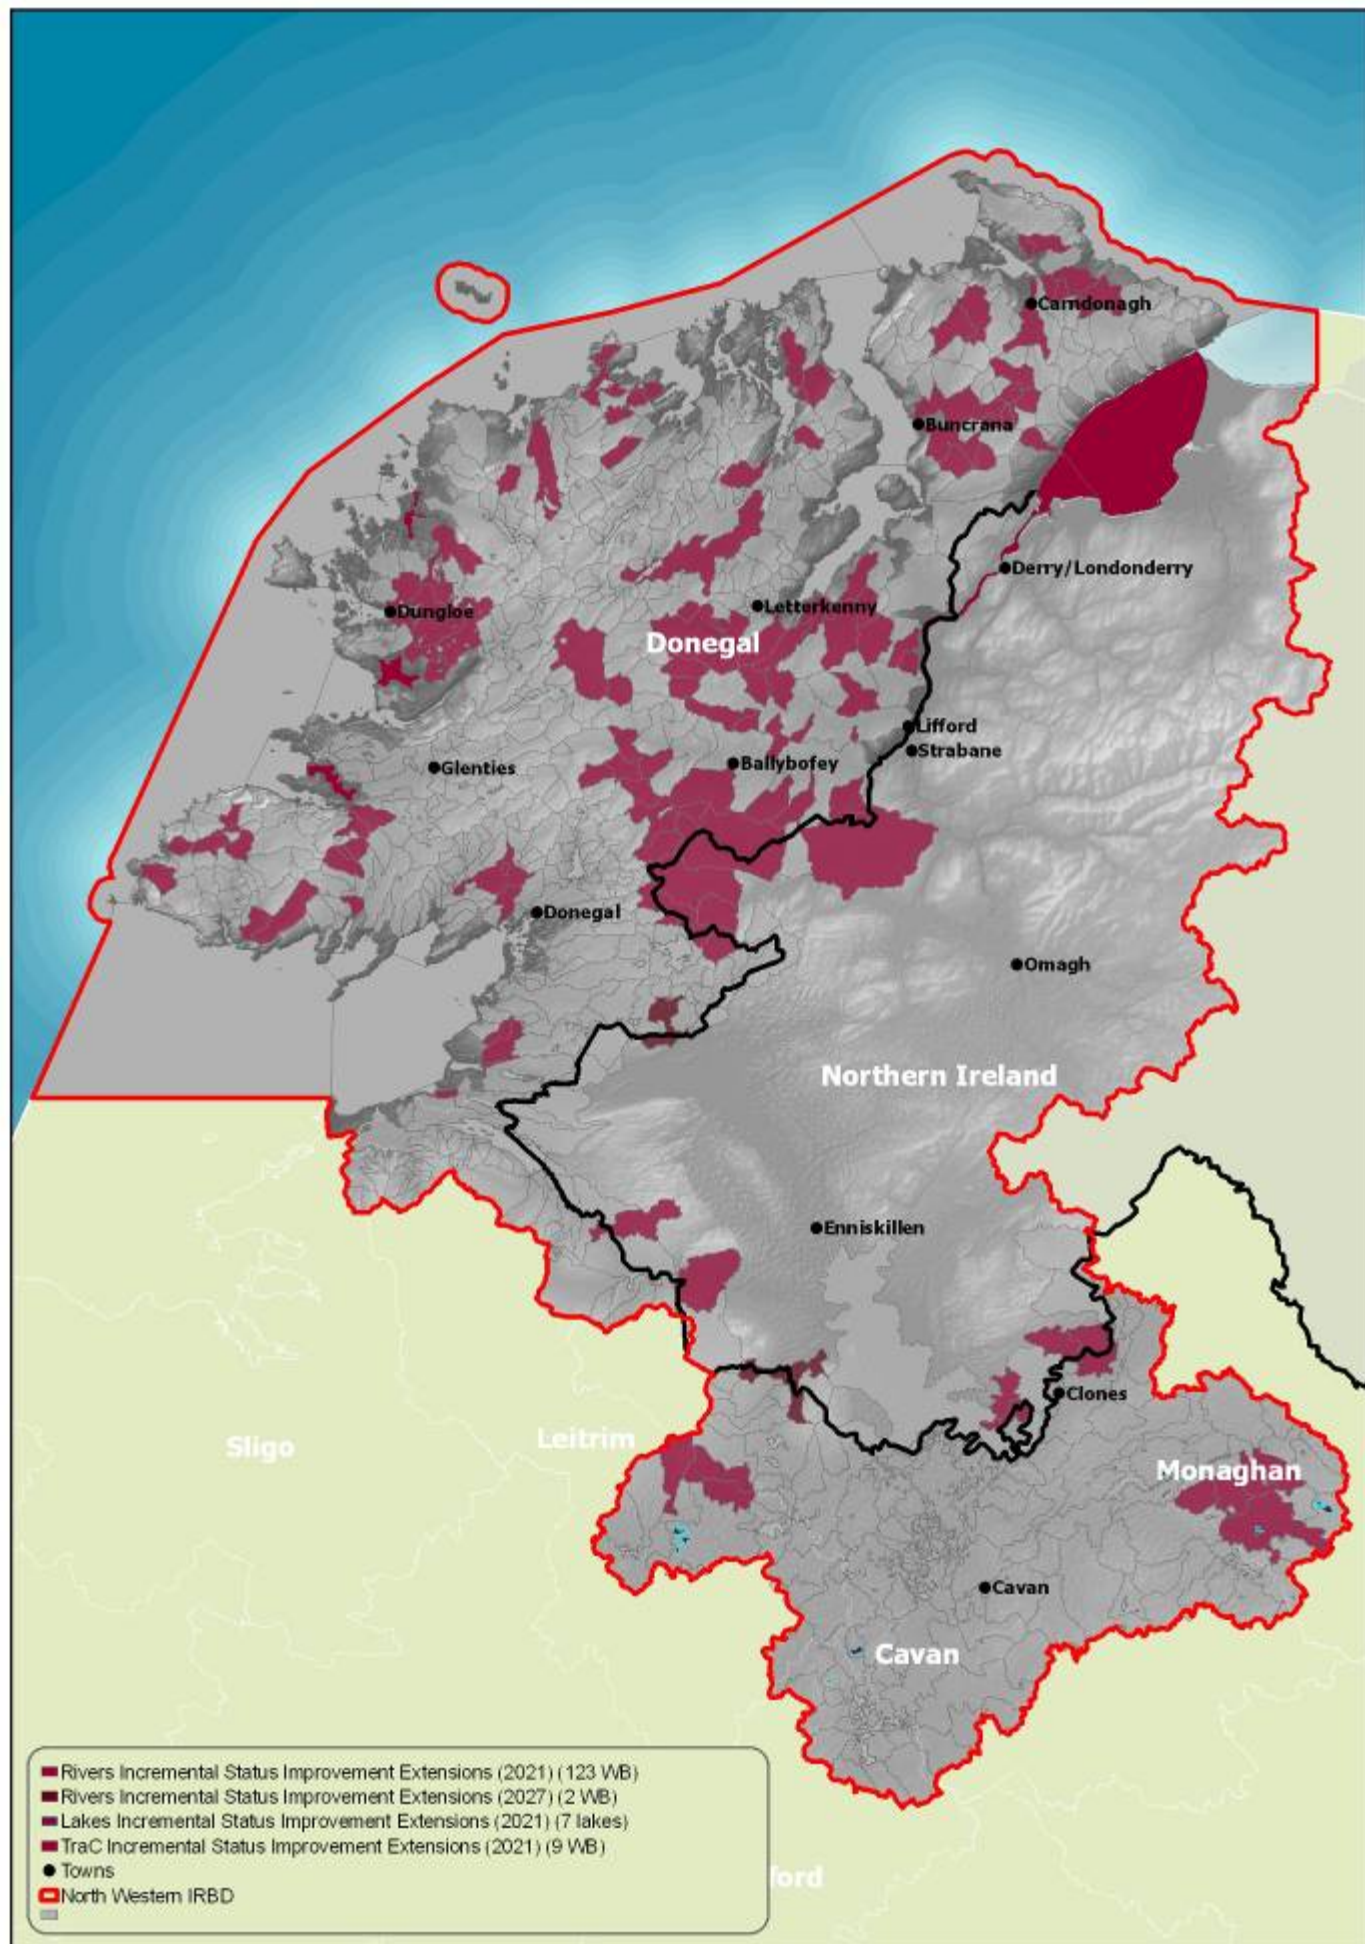 Carndonagh
Buncrana
Derry/Londonderry
Dungloe
Letterkenny
Donegal
Lifford
Strabane
Glenties
Ballybofey
Donegal
Omagh
Northern Ireland
Enniskillen
Clones
Sligo
Leitrim
Monaghan
Cavan
Cavan
Rivers Incremental Status Improvement Extensions (2021) (123 WB)
Rivers Incremental Status Improvement Extensions (2027) (2 WB)
Lakes Incremental Status Improvement Extensions (2021) (7 lakes)
TraC Incremental Status Improvement Extensions (2021) (9 WB)
Towns
North Western IRBD
ford